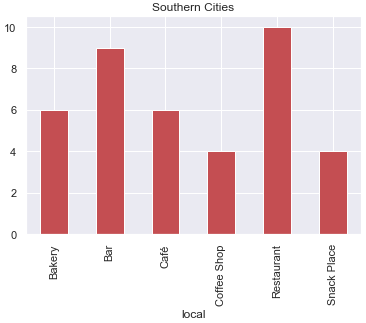 Southern Cities
10
8
6
4
2
0
Bakery
Bar
Café
Coffee Shop
Restaurant
Snack Place
local